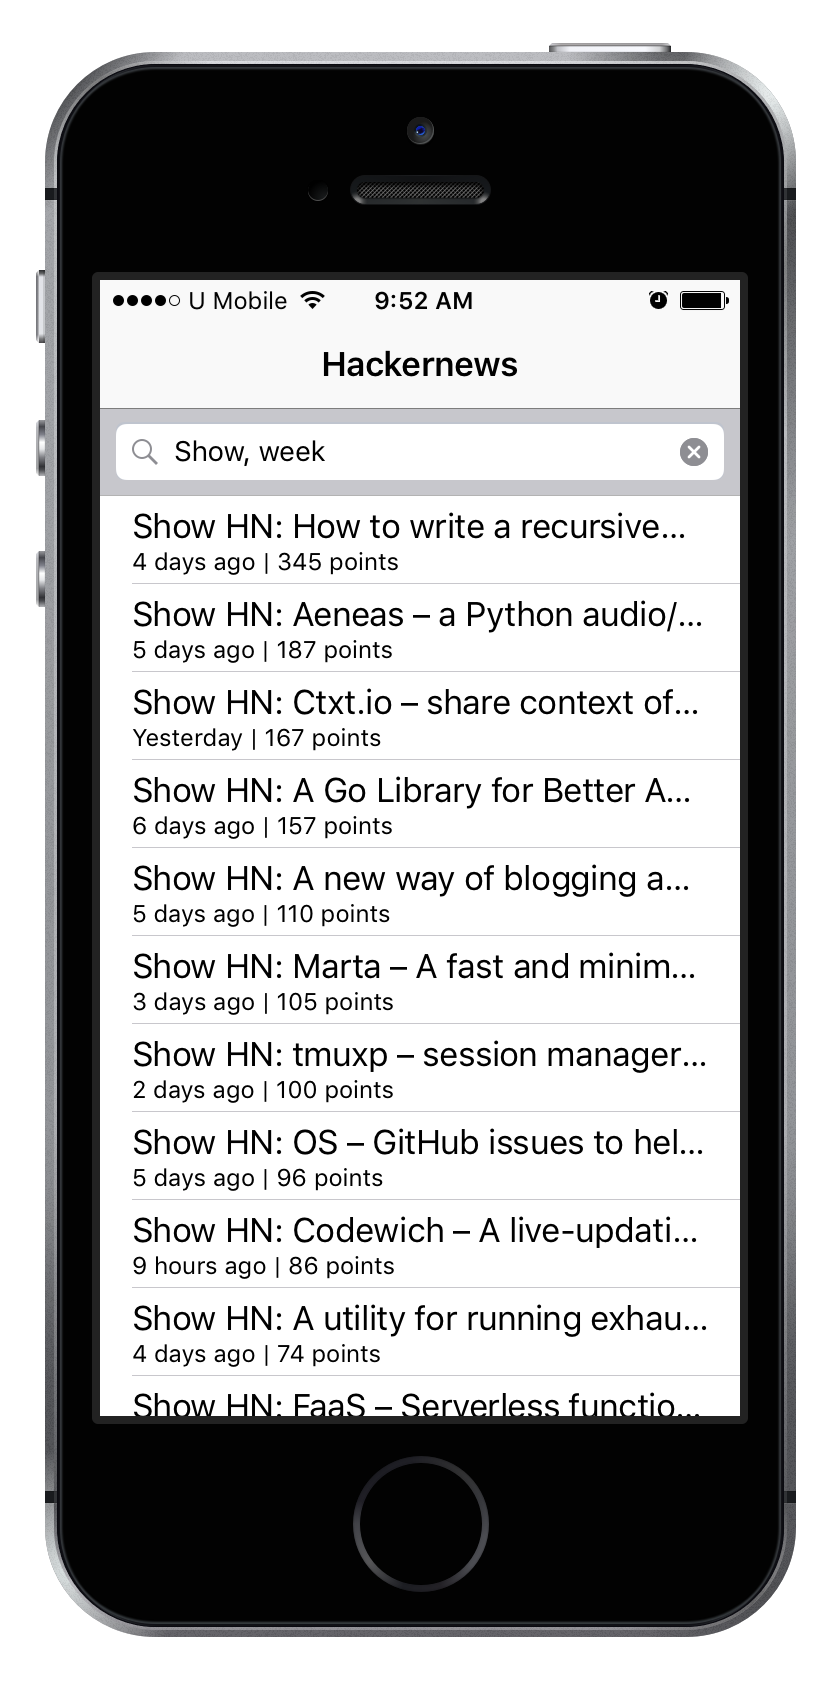 U Mobile 9:52 AM
Hackernews
Show, week
Show HN: How to write a recursive...
4 days ago | 345 points
Show HN: Aeneas – a Python audio/...
5 days ago | 187 points
Show HN: Ctxt.io – share context of...
Yesterday | 167 points
Show HN: A Go Library for Better A...
6 days ago | 157 points
Show HN: A new way of blogging a...
5 days ago | 110 points
Show HN: Marta – A fast and minim...
3 days ago | 105 points
Show HN: tmuxp – session manager...
2 days ago | 100 points
Show HN: OS – GitHub issues to hel...
5 days ago | 96 points
Show HN: Codewich – A live-updati...
9 hours ago | 86 points
Show HN: A utility for running exhau...
4 days ago | 74 points
Show HN: FaaS – Serverless functio...